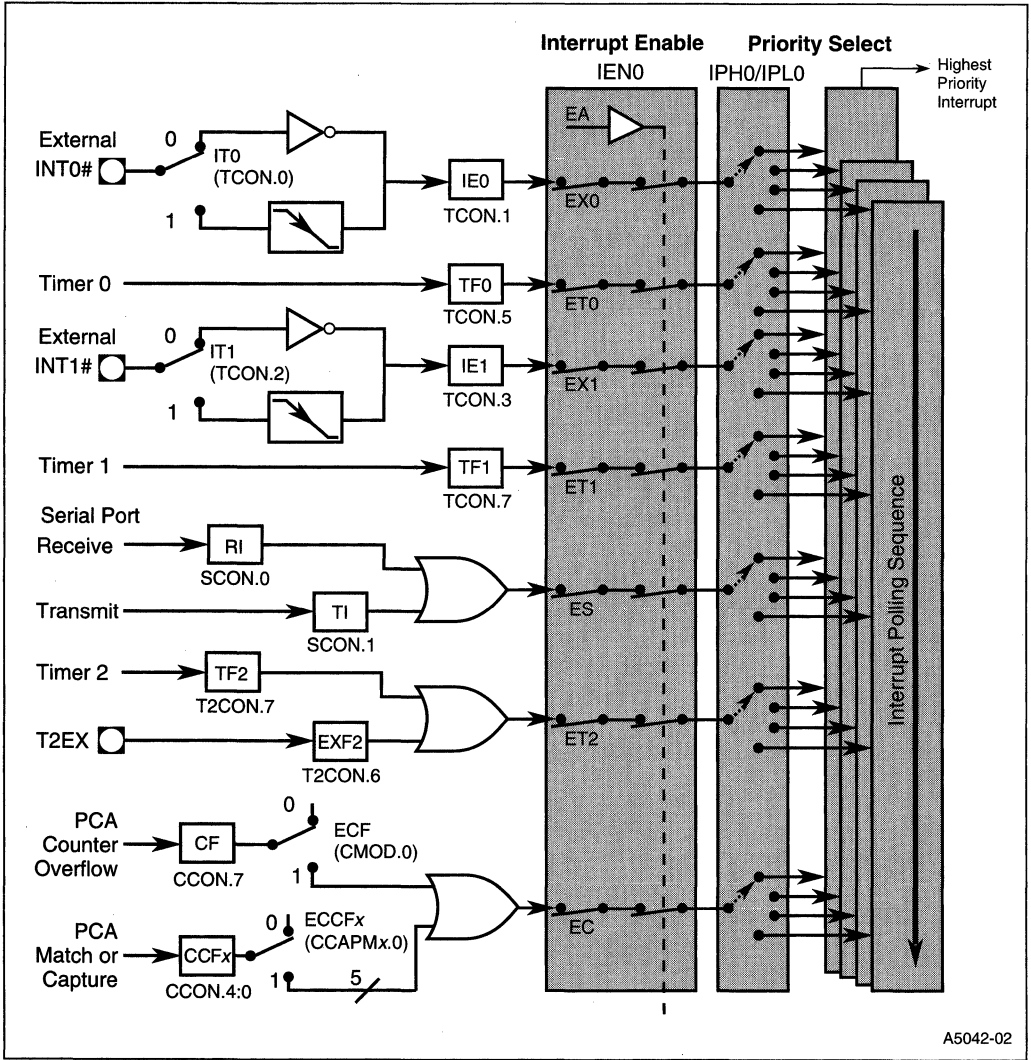 Interrupt Enable
IEN0
Priority Select
IPH0/IPL0
Highest
Priority
Interrupt
EA
External
INT0#
0
IT0
(TCON.0)
1
IE0
TCON.1
EX0
Timer 0
TF0
TCON.5
ET0
External
INT1#
0
IT1
(TCON.2)
1
IE1
TCON.3
EX1
Timer 1
TF1
TCON.7
ET1
Serial Port
Receive
RI
SCON.0
Transmit
TI
SCON.1
ES
Timer 2
TF2
T2CON.7
T2EX
EXF2
T2CON.6
ET2
PCA
Counter
Overflow
CF
CCON.7
0
ECF
(CMOD.0)
1
PCA
Match or
Capture
CCFx
CCON.4:0
0
ECCFx
(CCAPMx.0)
1
5
EC
Interrupt Polling Sequence
A5042-02